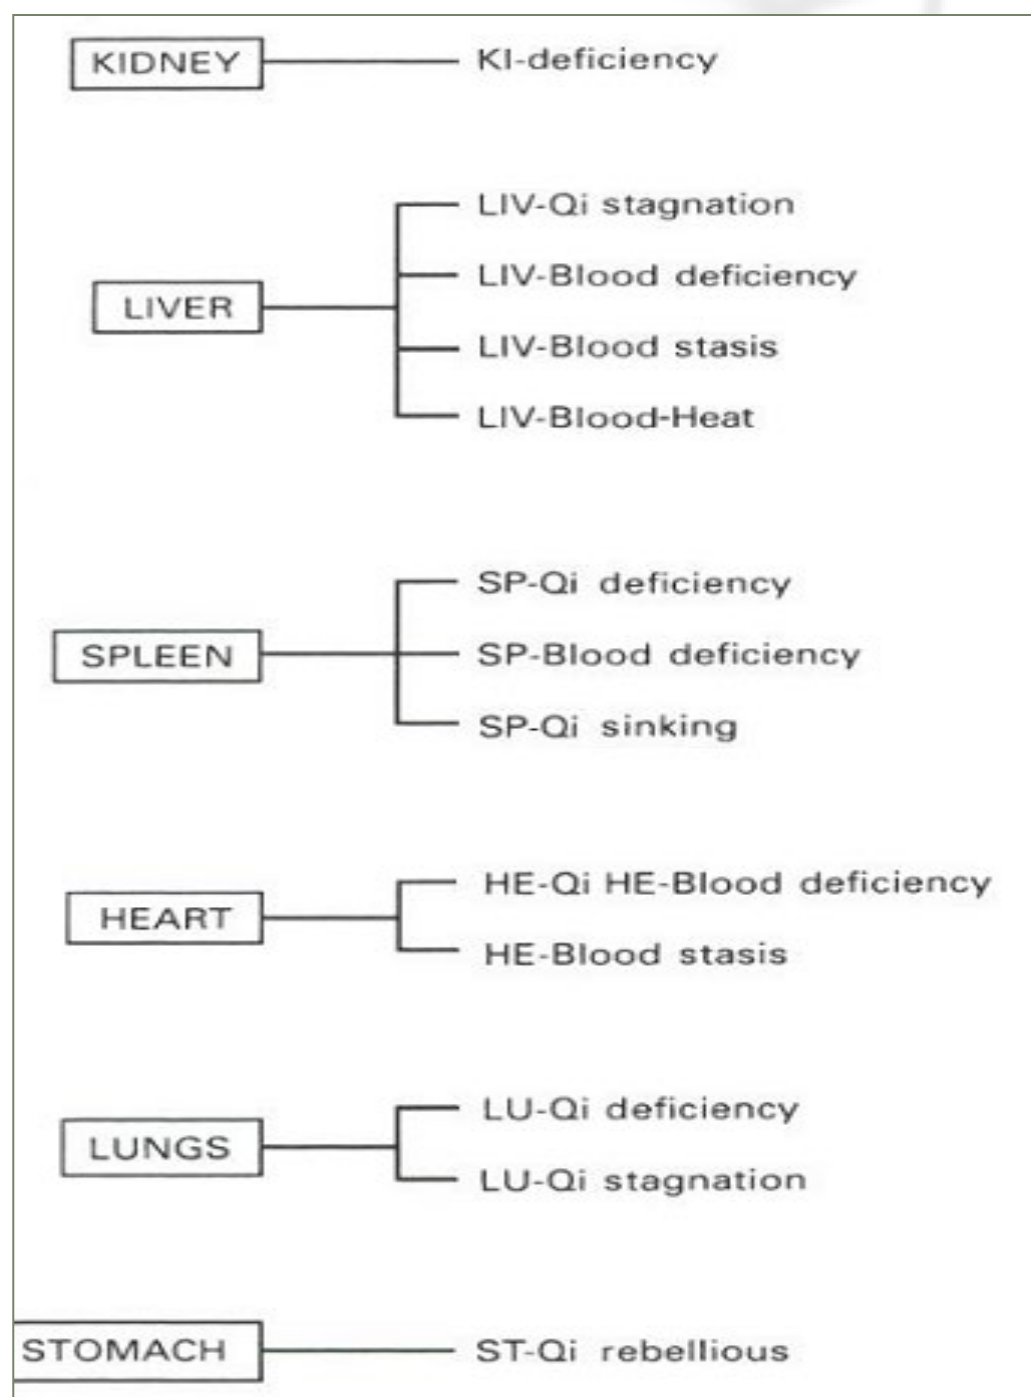 KIDNEY KI-deficiency
LIV-Qi stagnation
LIV-Blood deficiency
LIVER
LIV-Blood stasis
LIV-Blood-Heat
SP-Qi deficiency
SPLEEN SP-Blood deficiency
SP-Qi sinking
HE-Qi HE-Blood deficiency
HEART
HE-Blood stasis
LU-Qi deficiency
LUNGS
LU-Qi stagnation
STOMACH ST-Qi rebellious